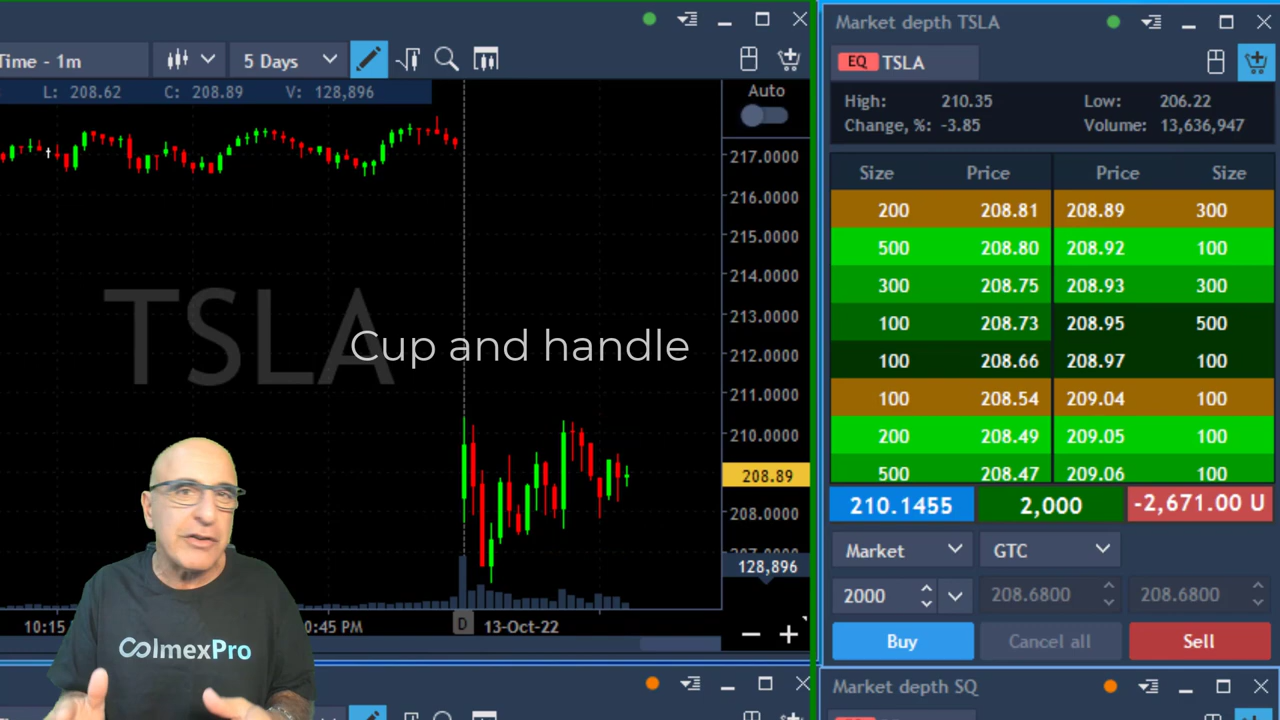 Time - 1m
5 Days
L: 208.62 C: 208.89 V: 128,896
Auto
217.0000
216.0000
215.0000
214.0000
213.0000
212.0000
211.0000
210.0000
208.89
208.0000
128,896
TSLA
Cup and handle
10:15
0:45 PM
D
13-Oct-22
ColmexPro
Market depth TSLA
EQ TSLA
High: 210.35 Low: 206.22
Change, %: -3.85 Volume: 13,636,947
Size Price Price Size
200 208.81 208.89 300
500 208.80 208.92 100
300 208.75 208.93 300
100 208.73 208.95 500
100 208.66 208.97 100
100 208.54 209.04 100
200 208.49 209.05 100
500 208.47 209.06 100
210.1455 2,000 -2,671.00 U
Market GTC
2000 208.6800 208.6800
Buy Cancel all Sell
Market depth SQ